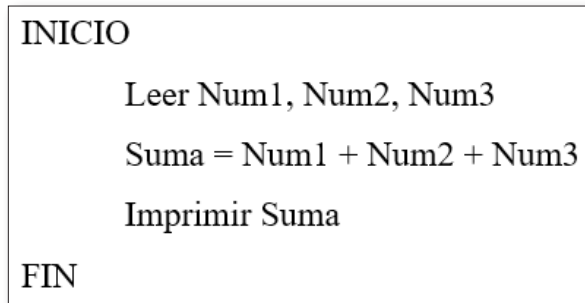 INICIO
Leer Num1, Num2, Num3
Suma = Num1 + Num2 + Num3
Imprimir Suma
FIN